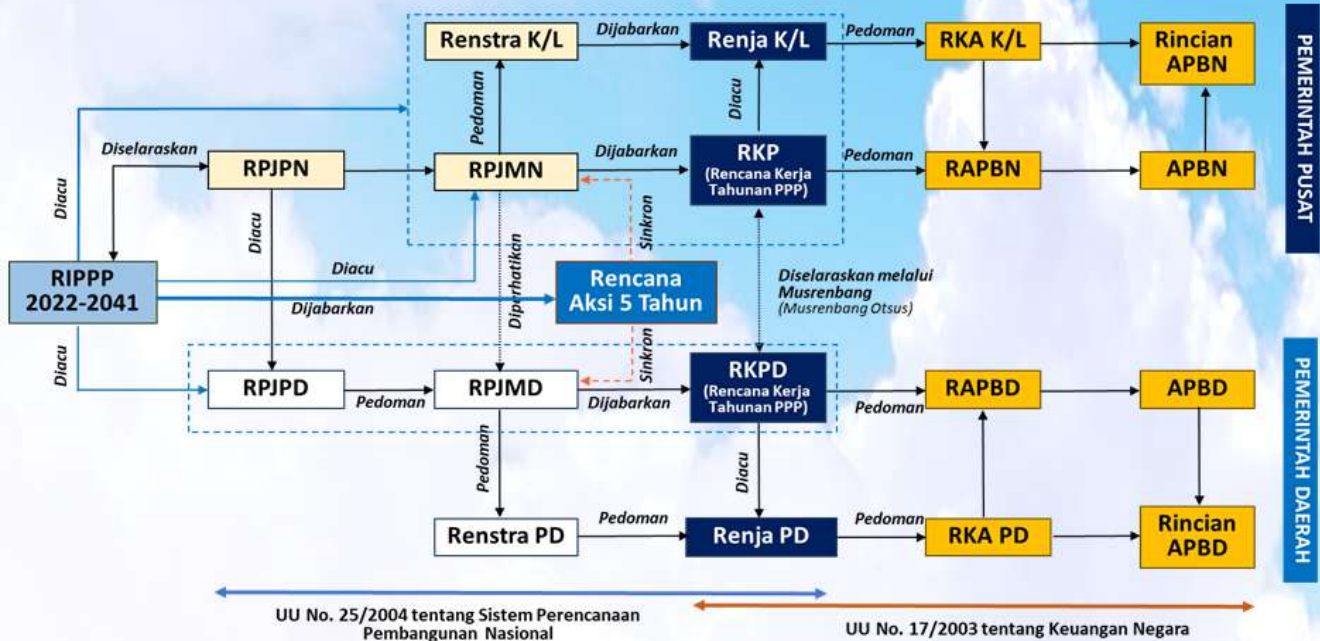 Renstra K/L
Dijabarkan
Renja K/L
Pedoman
RKA K/L
Rincian
APBN
PEMERINTAH PUSAT
Pedoman
Diacu
Diselaraskan
RPJPN
RPJMN
Dijabarkan
RKP
(Rencana Kerja
Tahunan PPP)
Pedoman
RAPBN
APBN
Diacu
Diacu
Sinkron
RIPPP
2022-2041
Diacu
Dijabarkan
Diperhatikan
Rencana
Aksi 5 Tahun
Diselaraskan melalui
Musrenbang
(Musrenbang Otsus)
Diacu
Sinkron
RPJPD
Pedoman
RPJMD
Dijabarkan
RKPD
(Rencana Kerja
Tahunan PPP)
Pedoman
RAPBD
APBD
PEMERINTAH DAERAH
Pedoman
Diacu
Renstra PD
Pedoman
Renja PD
Pedoman
RKA PD
Rincian
APBD
UU No. 25/2004 tentang Sistem Perencanaan
Pembangunan Nasional
UU No. 17/2003 tentang Keuangan Negara